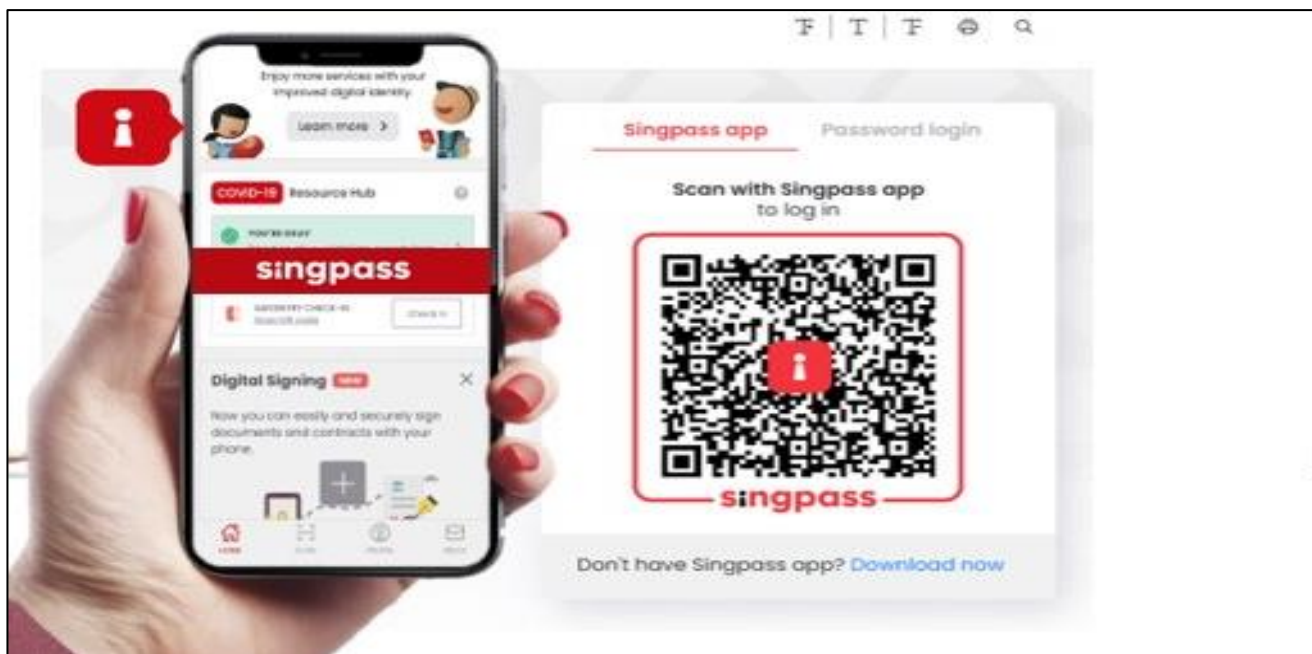 Enjoy more services with your
improved digital identity
Learn more >
COVID-19 Resource Hub
singpass
Check in
Digital Signing NEW
Now you can easily and securely sign
documents and contracts with your
phone.
HOME
T | T | T
Singpass app Password login
Scan with Singpass app
to log in
singpass
Don't have Singpass app? Download now